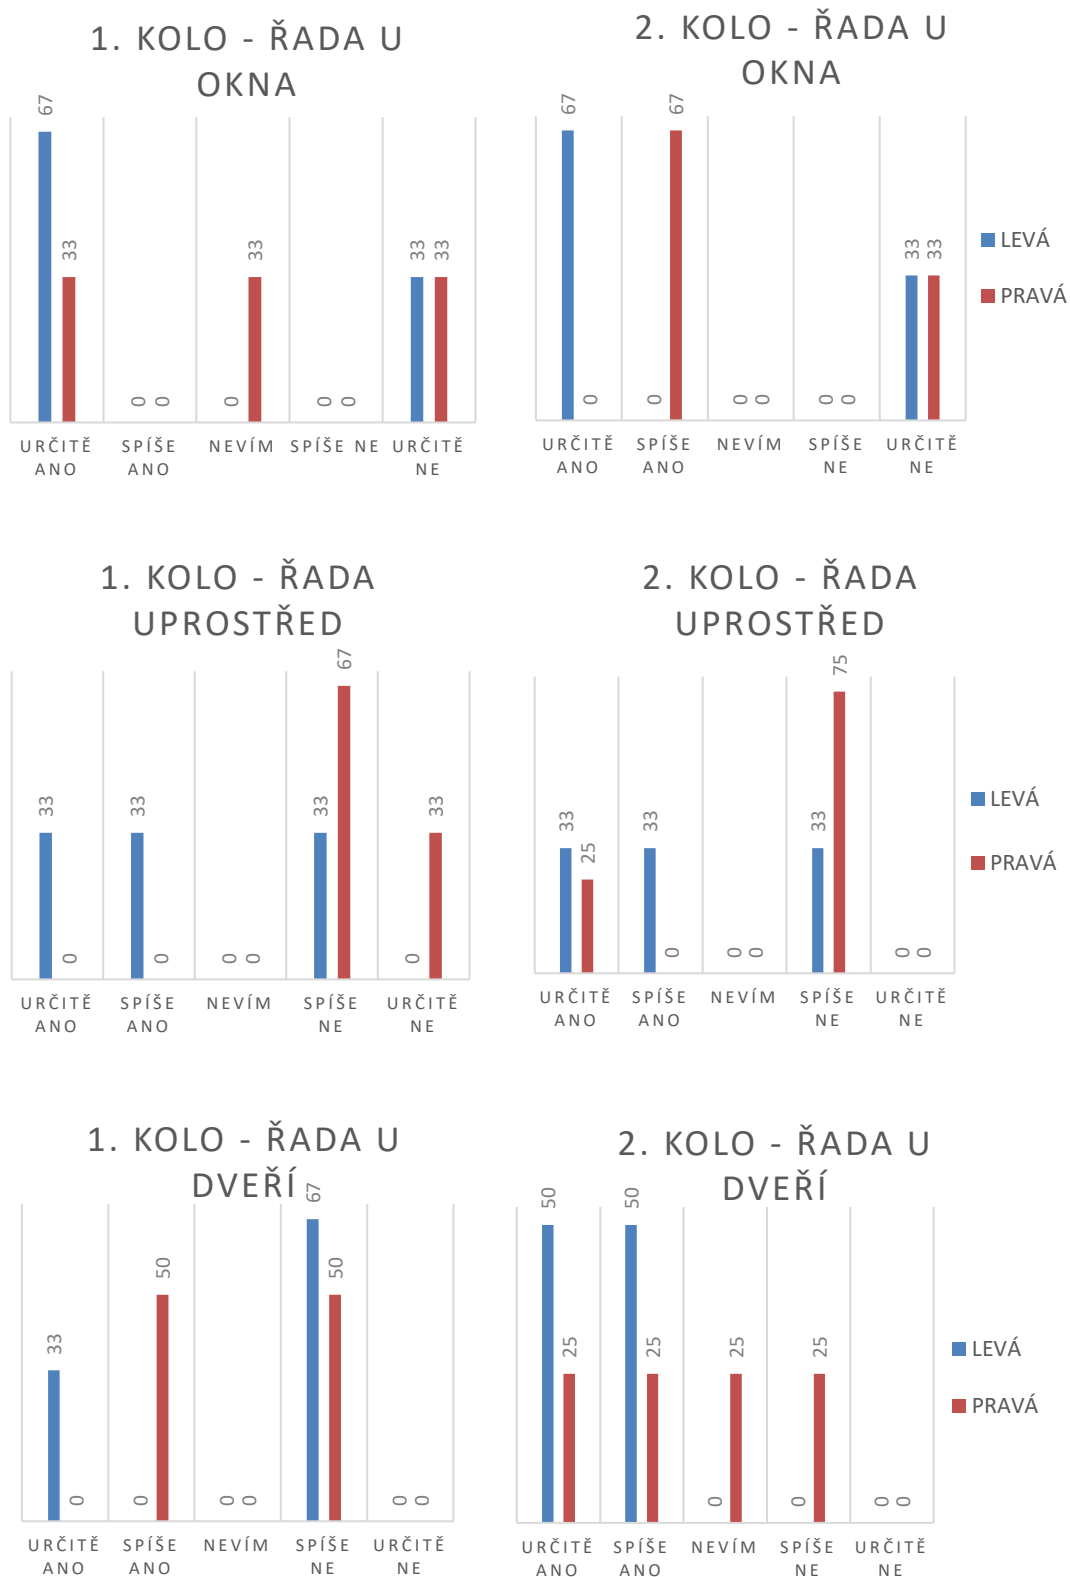 1. KOLO - ŘADA U
OKNA
67
33
0 0
0
33
0 0
33 33
URČITĚ ANO
SPÍŠE ANO
NEVÍM
SPÍŠE NE
URČITĚ NE
2. KOLO - ŘADA U
OKNA
67
0
0
67
0 0
0 0
33 33
URČITĚ ANO
SPÍŠE ANO
NEVÍM
SPÍŠE NE
URČITĚ NE
LEVÁ
PRAVÁ
1. KOLO - ŘADA
UPROSTŘED
33
0
33
0
0 0
33
67
0
33
URČITĚ ANO
SPÍŠE ANO
NEVÍM
SPÍŠE NE
URČITĚ NE
2. KOLO - ŘADA
UPROSTŘED
33
25
33
0
0 0
33
75
0 0
URČITĚ ANO
SPÍŠE ANO
NEVÍM
SPÍŠE NE
URČITĚ NE
LEVÁ
PRAVÁ
1. KOLO - ŘADA U
DVEŘÍ
33
0
0
50
0 0
67
50
0 0
URČITĚ ANO
SPÍŠE ANO
NEVÍM
SPÍŠE NE
URČITĚ NE
2. KOLO - ŘADA U
DVEŘÍ
50
25
50
25
0
25
0
25
0 0
URČITĚ ANO
SPÍŠE ANO
NEVÍM
SPÍŠE NE
URČITĚ NE
LEVÁ
PRAVÁ